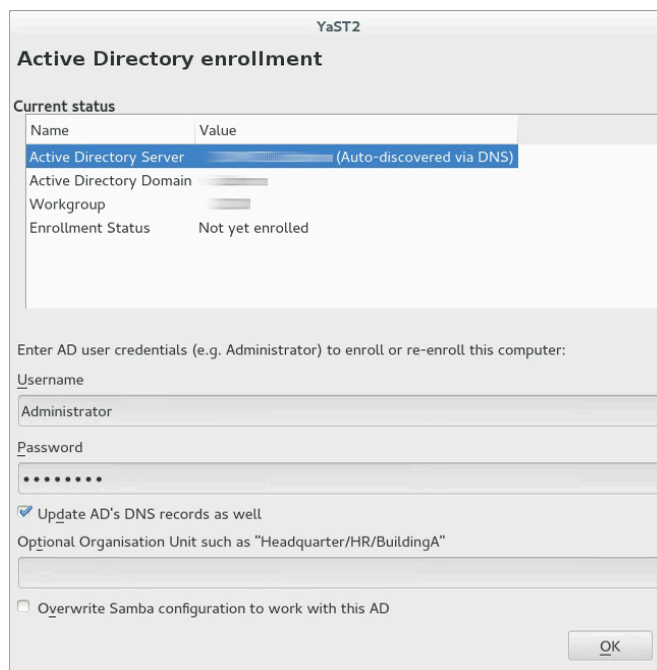 YaST2
Active Directory enrollment
Current status
Name Value
Active Directory Server (Auto-discovered via DNS)
Active Directory Domain
Workgroup
Enrollment Status Not yet enrolled
Enter AD user credentials (e.g. Administrator) to enroll or re-enroll this computer:
Username
Administrator
Password
••••••••
Update AD's DNS records as well
Optional Organisation Unit such as "Headquarter/HR/BuildingA"
Overwrite Samba configuration to work with this AD
OK